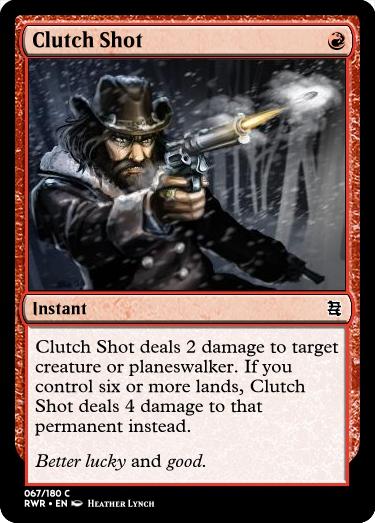 Clutch Shot
Instant
Clutch Shot deals 2 damage to target
creature or planeswalker. If you
control six or more lands, Clutch
Shot deals 4 damage to that
permanent instead.
Better lucky and good.
067/180 C
RWR • EN Heather Lynch